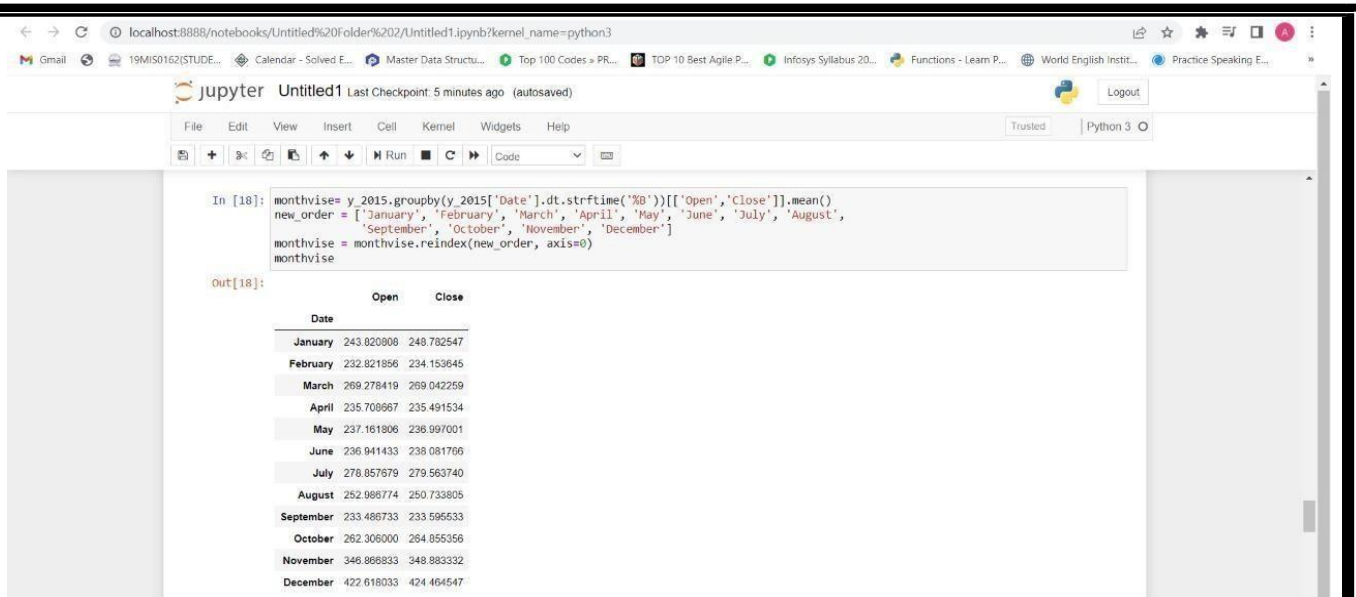 localhost:8888/notebooks/Untitled%20Folder%202/Untitled1.ipynb?kernel_name=python3
Gmail 19MIS0162(STUDE... Calendar - Solved E... Master Data Structu... Top 100 Codes » PR... TOP 10 Best Agile P... Infosys Syllabus 20... Functions - Learn P... World English Instit... Practice Speaking E... »
jupyter Untitled1 Last Checkpoint: 5 minutes ago (autosaved) Logout
File Edit View Insert Cell Kernel Widgets Help Trusted Python 3
Run Code
In [18]: monthvise= y_2015.groupby(y_2015['Date'].dt.strftime('%B'))[['Open','Close']].mean()
new_order = ['January', 'February', 'March', 'April', 'May', 'June', 'July', 'August',
'September', 'October', 'November', 'December']
monthvise = monthvise.reindex(new_order, axis=0)
monthvise
Out[18]:
Open Close
Date
January 243.820808 248.782547
February 232.821856 234.153645
March 269.278419 269.042259
April 235.708667 235.491534
May 237.161806 236.997001
June 236.941433 238.081766
July 278.857679 279.563740
August 252.986774 250.733805
September 233.486733 233.595533
October 262.306000 264.855356
November 346.866833 348.883332
December 422.618033 424.464547